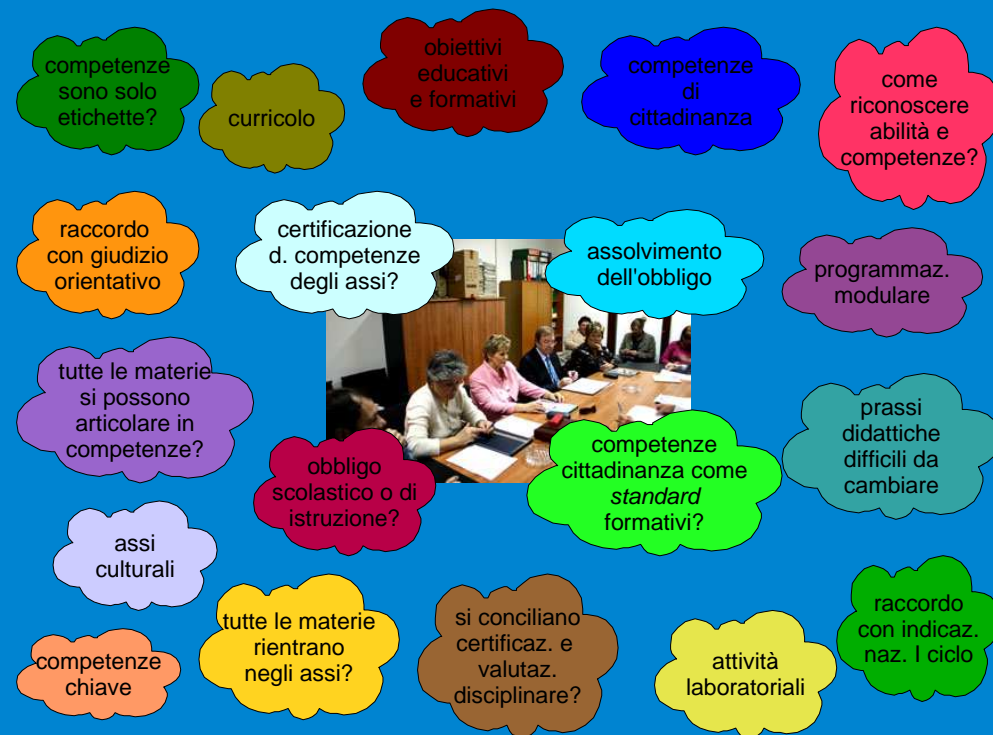 competenze
sono solo
etichette?
curricolo
obiettivi
educativi
e formativi
competenze
di
cittadinanza
come
riconoscere
abilità e
competenze?
raccordo
con giudizio
orientativo
certificazione
d. competenze
degli assi?
assolvimento
dell'obbligo
programmaz.
modulare
tutte le materie
si possono
articolare in
competenze?
obbligo
scolastico o di
istruzione?
competenze
cittadinanza come
standard
formativi?
prassi
didattiche
difficili da
cambiare
assi
culturali
competenze
chiave
tutte le materie
rientrano
negli assi?
si conciliano
certificaz. e
valutaz.
disciplinare?
attività
laboratoriali
raccordo
con indicaz.
naz. I ciclo